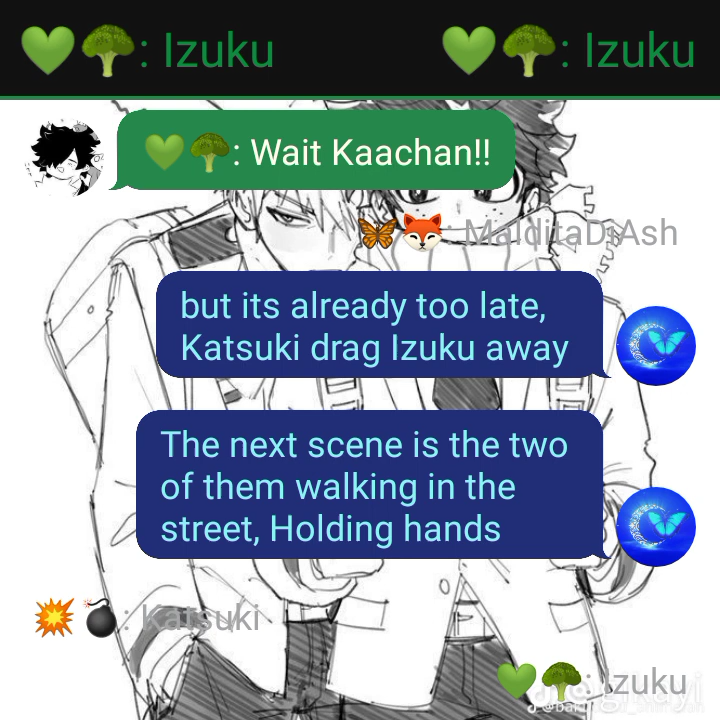 💚🥦: Izuku 💚🥦: Izuku
💚🥦: Wait Kaachan!!
🦋🦊: MalditaDiAsh
but its already too late,
Katsuki drag Izuku away
The next scene is the two
of them walking in the
street, Holding hands
💥💣: Katsuki
💚🥦: Izuku